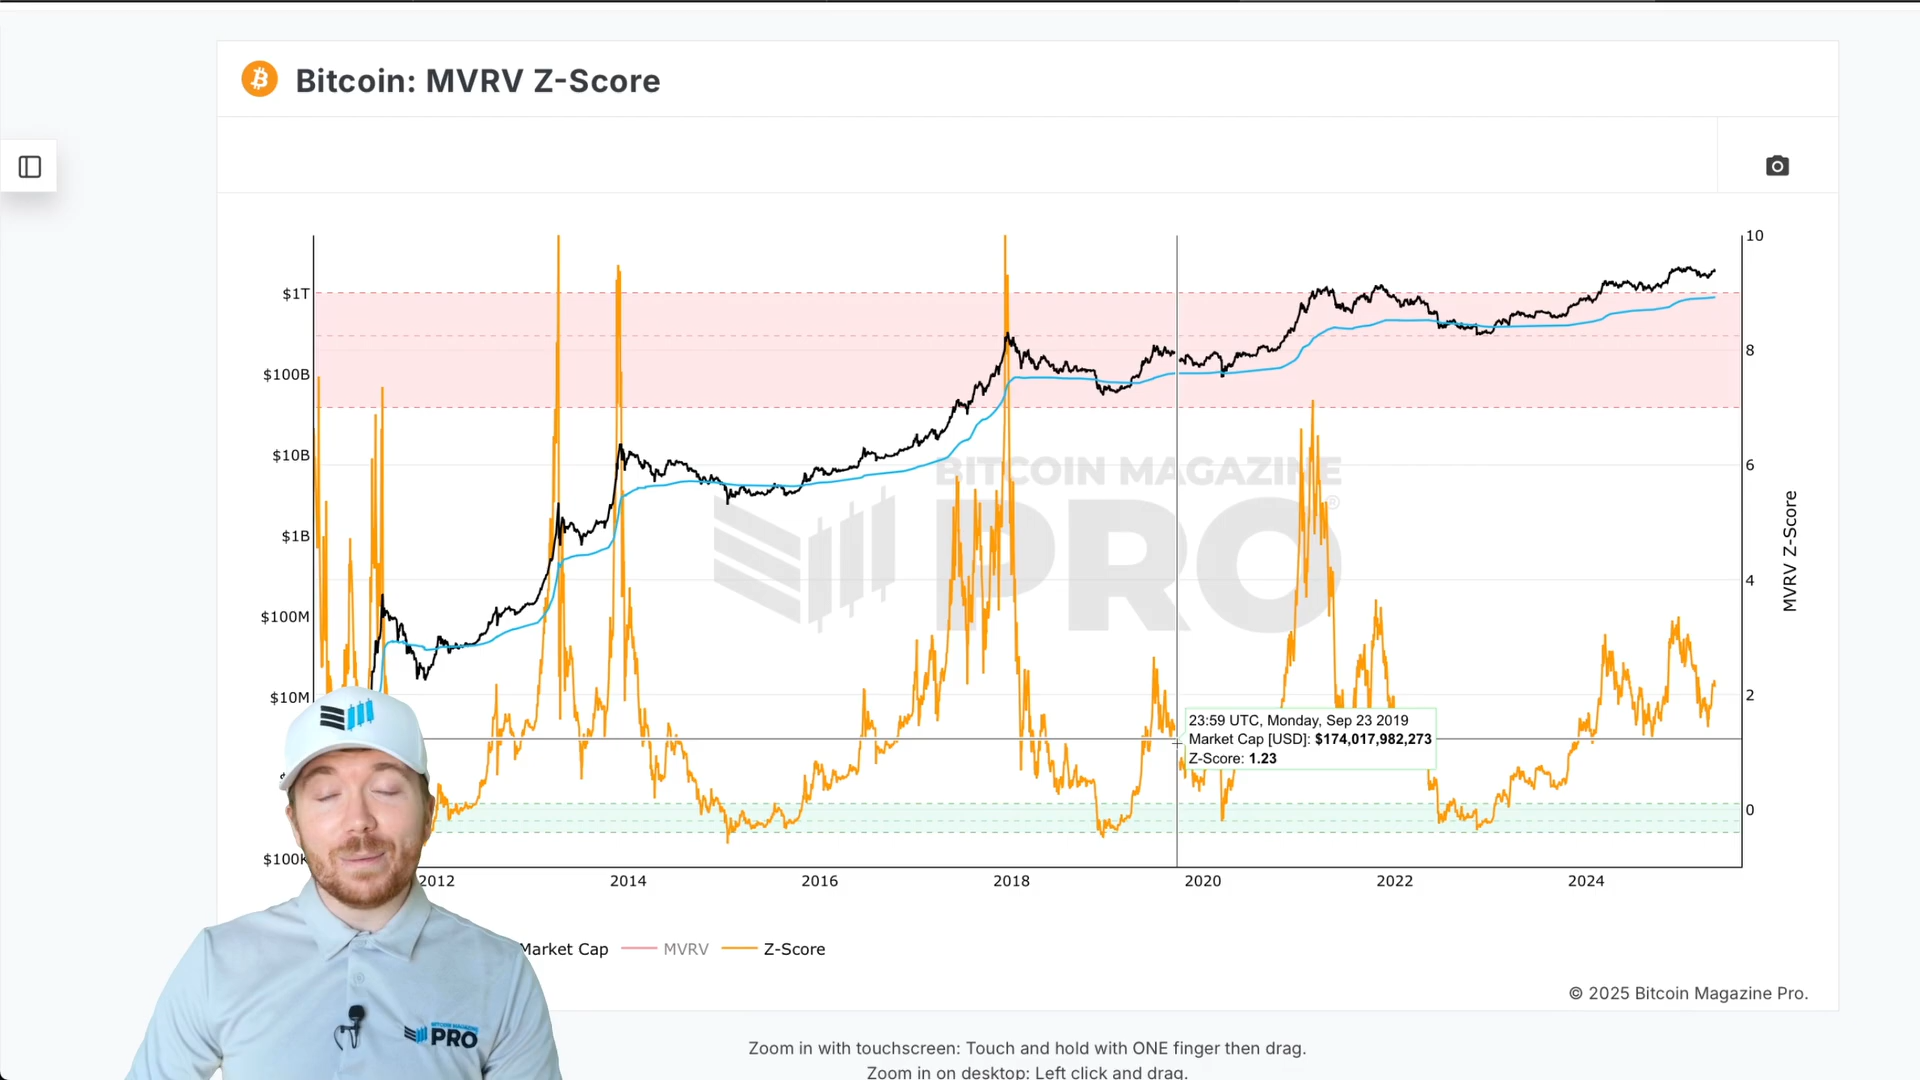 Bitcoin: MVRV Z-Score
10
$1T
8
$100B
BITCOIN MAGAZINE
PRO
®
$10B
6
$1B
MVRV Z-Score
4
$100M
$10M
2
23:59 UTC, Monday, Sep 23 2019
Market Cap [USD]: $174,017,982,273
Z-Score: 1.23
0
$100K
2012
2014
2016
2018
2020
2022
2024
Market Cap
MVRV
Z-Score
© 2025 Bitcoin Magazine Pro.
BITCOIN MAGAZINE
PRO
Zoom in with touchscreen: Touch and hold with ONE finger then drag.
Zoom in on desktop: Left click and drag.